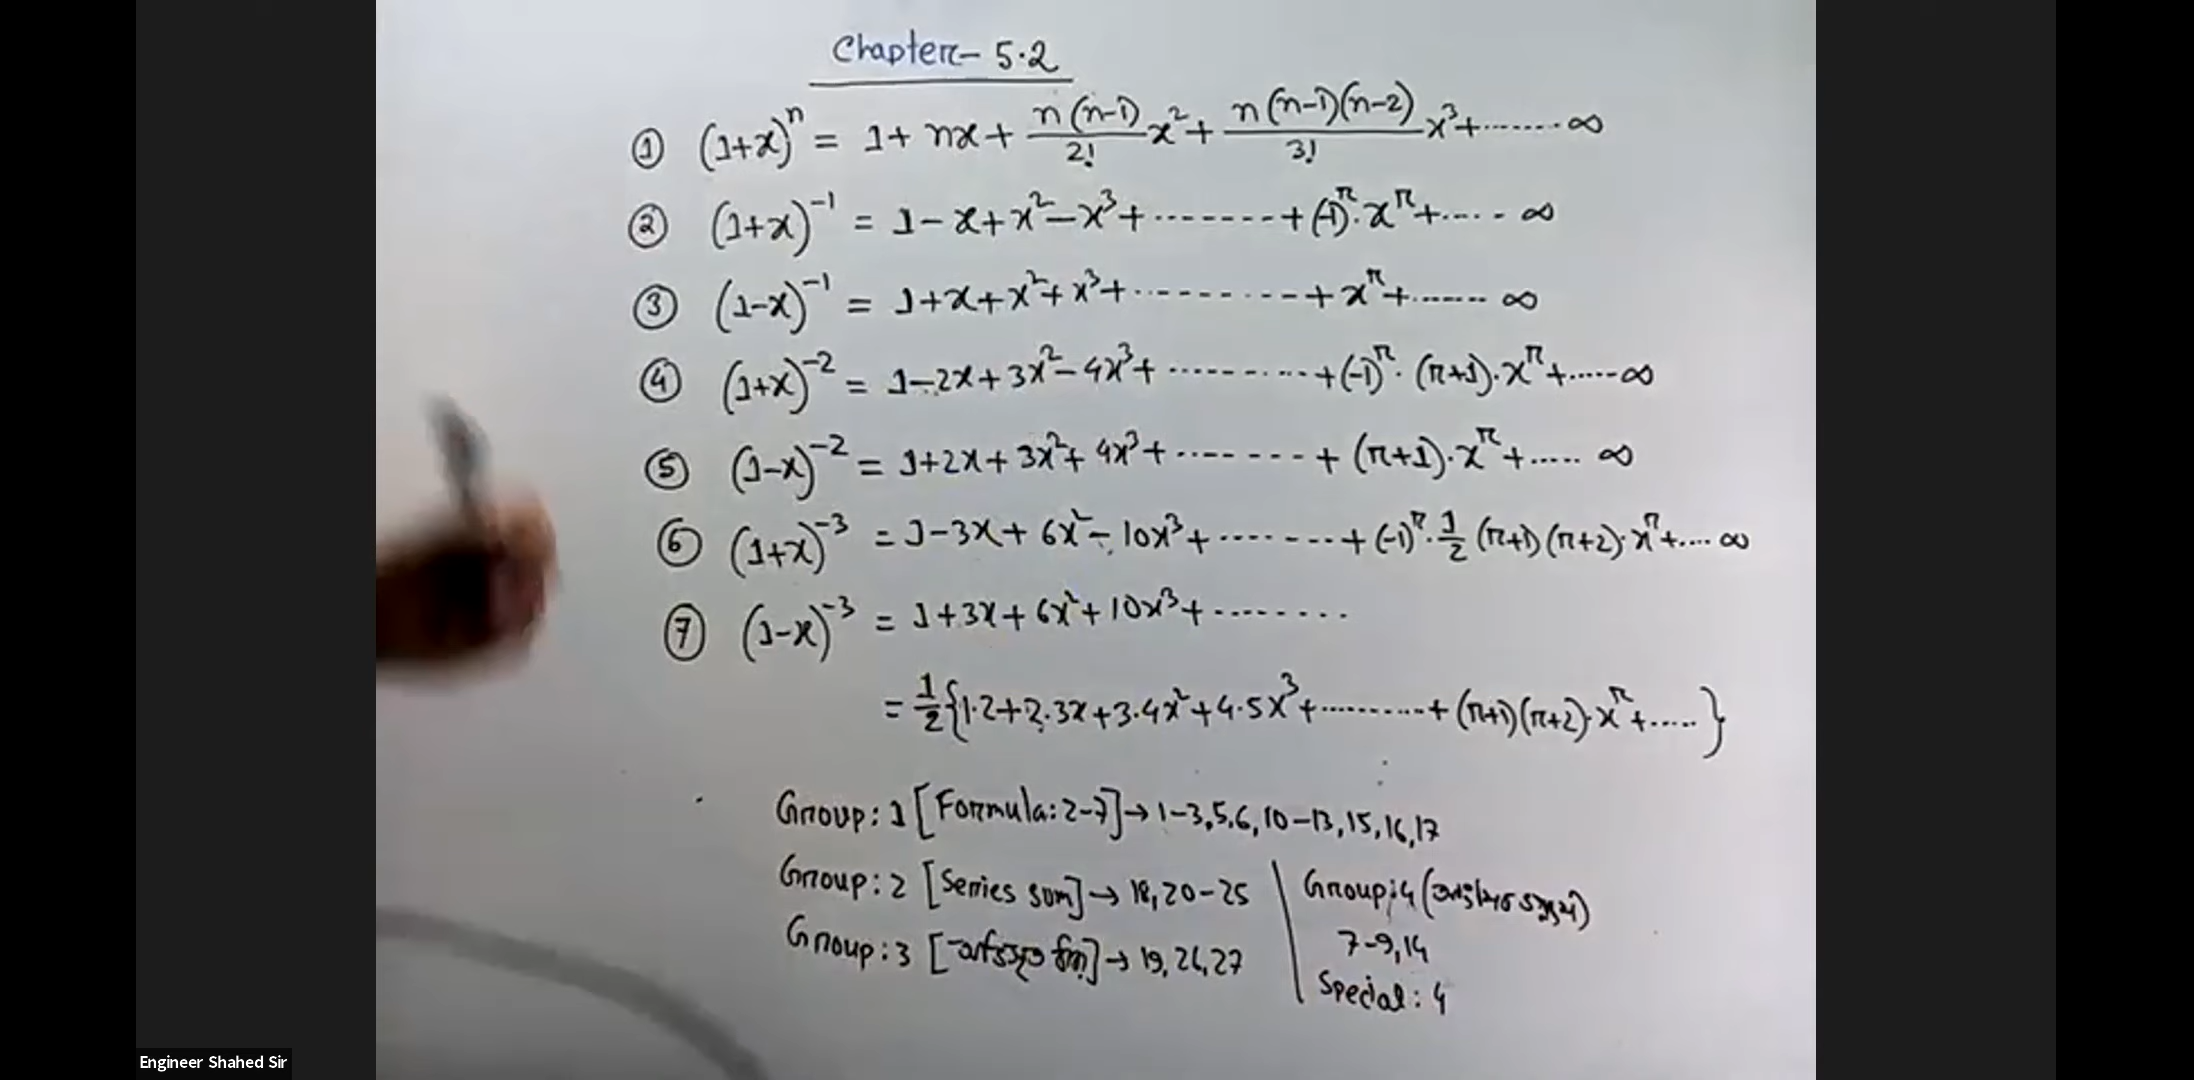 Chapter - 5.2
① (1+x)ⁿ = 1 + nx + n(n-1)/2! x² + n(n-1)(n-2)/3! x³ + ....... ∞
② (1+x)⁻¹ = 1 - x + x² - x³ + ........ + (-1)^r . x^r + ..... ∞
③ (1-x)⁻¹ = 1 + x + x² + x³ + .......... + x^r + ....... ∞
④ (1+x)⁻² = 1 - 2x + 3x² - 4x³ + .......... + (-1)^r . (r+1) . x^r + ..... ∞
⑤ (1-x)⁻² = 1 + 2x + 3x² + 4x³ + ........ + (r+1) . x^r + ..... ∞
⑥ (1+x)⁻³ = 1 - 3x + 6x² - 10x³ + ........ + (-1)^r . 1/2 (r+1) (r+2) . x^r + .... ∞
⑦ (1-x)⁻³ = 1 + 3x + 6x² + 10x³ + ........
= 1/2 {1.2 + 2.3x + 3.4x² + 4.5x³ + .......... + (r+1) (r+2) . x^r + ..... }
Group: 1 [Formula: 2-7] → 1-3, 5, 6, 10-13, 15, 16, 17
Group: 2 [Series sum] → 18, 20-25
Group: 3 → 19, 26, 27
Group: 4
7-9, 14
Special: 4
Engineer Shahed Sir